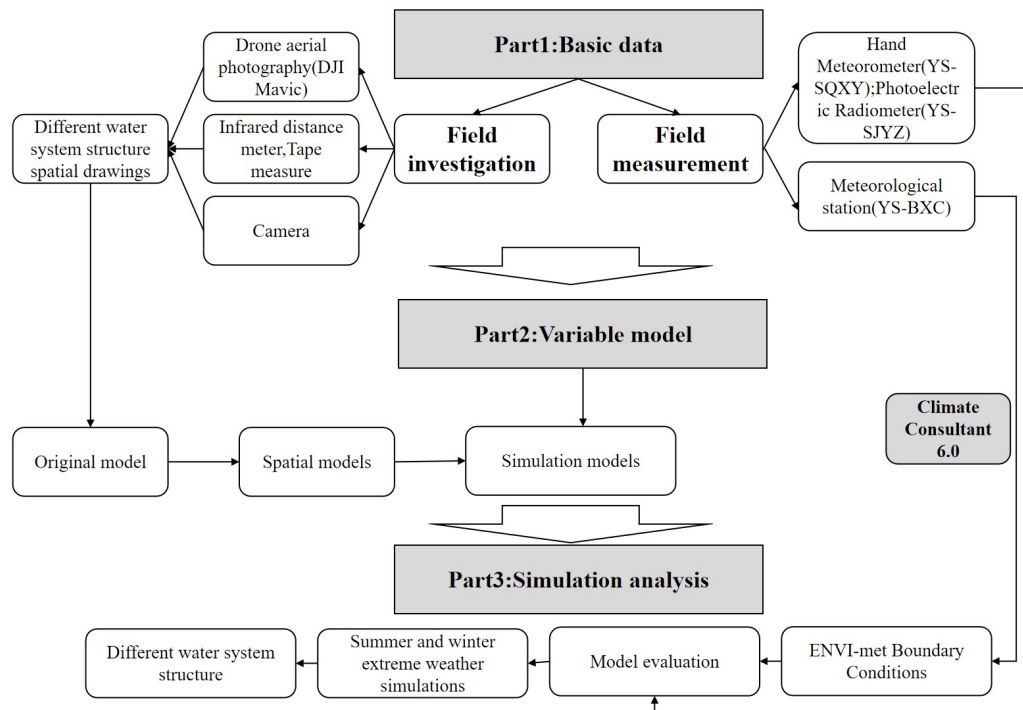 Part1:Basic data
Drone aerial
photography(DJI
Mavic)
Hand
Meteorometer(YS-
SQXY);Photoelectr
ic Radiometer(YS-
SJYZ)
Different water
system structure
spatial drawings
Infrared distance
meter,Tape
measure
Field
investigation
Field
measurement
Meteorological
station(YS-BXC)
Camera
Part2:Variable model
Climate
Consultant
6.0
Original model
Spatial models
Simulation models
Part3:Simulation analysis
Different water system
structure
Summer and winter
extreme weather
simulations
Model evaluation
ENVI-met Boundary
Conditions